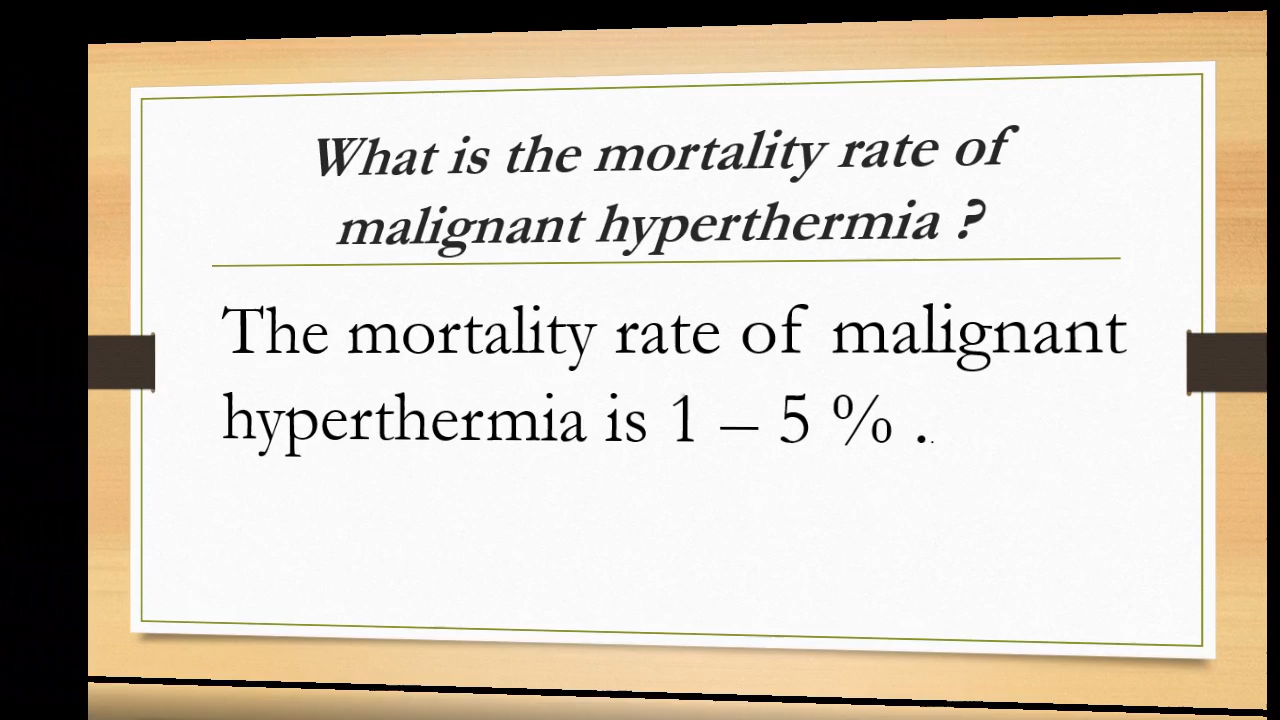 What is the mortality rate of
malignant hyperthermia ?
The mortality rate of malignant
hyperthermia is 1 – 5 % ..